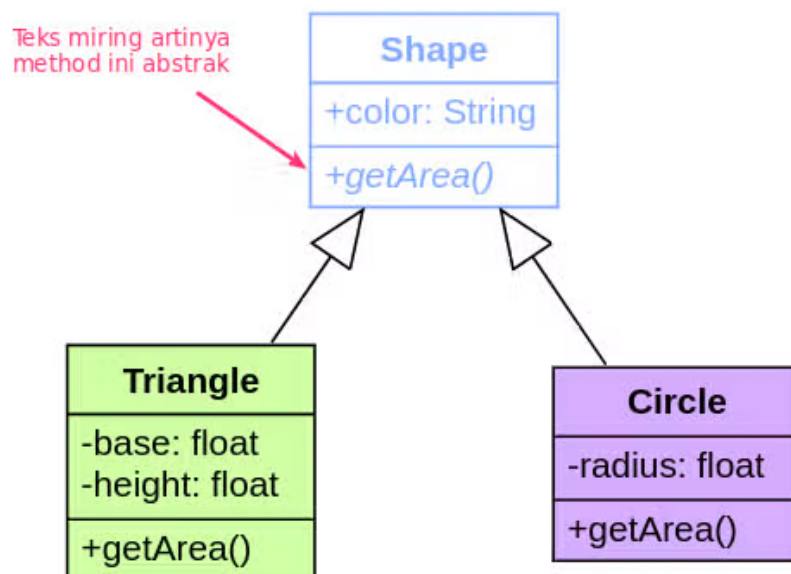 Teks miring artinya
method ini abstrak
Shape
+color: String
+getArea()
Triangle
-base: float
-height: float
+getArea()
Circle
-radius: float
+getArea()